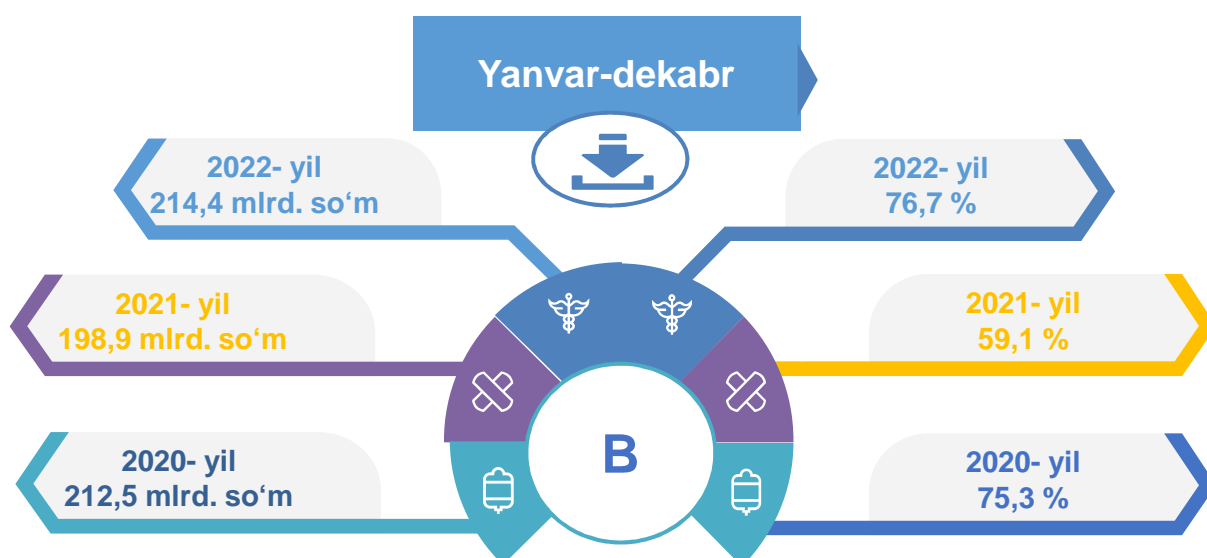 Yanvar-dekabr
2022- yil
214,4 mlrd. so‘m
2022- yil
76,7 %
2021- yil
198,9 mlrd. so‘m
2021- yil
59,1 %
B
2020- yil
212,5 mlrd. so‘m
2020- yil
75,3 %